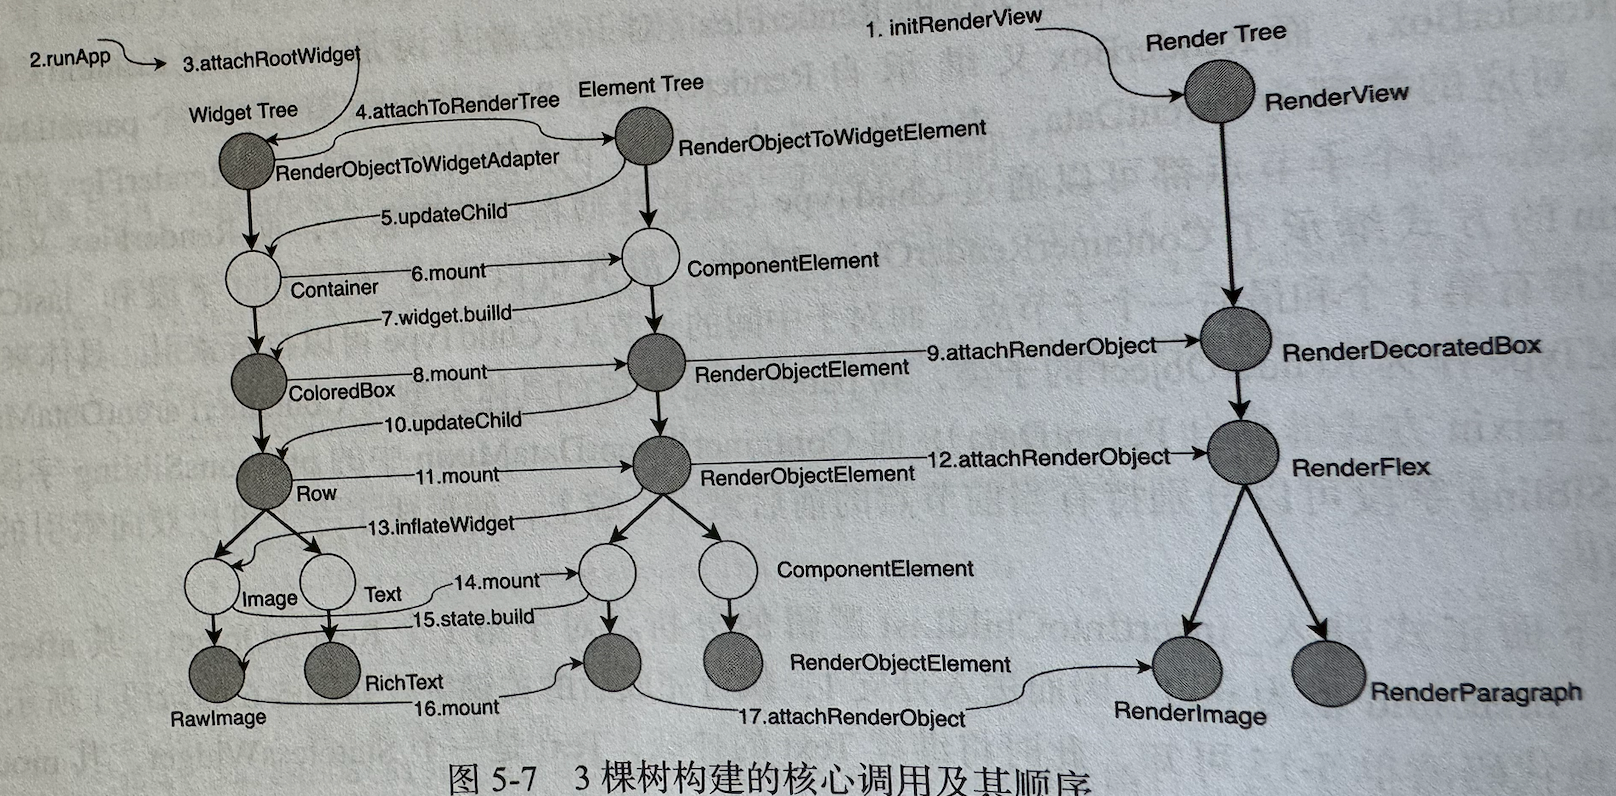 1. initRenderView
2.runApp
3.attachRootWidget
Render Tree
RenderView
Widget Tree
4.attachToRenderTree
Element Tree
RenderObjectToWidgetAdapter
RenderObjectToWidgetElement
5.updateChild
Container
6.mount
ComponentElement
7.widget.builld
ColoredBox
8.mount
RenderObjectElement
9.attachRenderObject
RenderDecoratedBox
10.updateChild
Row
11.mount
RenderObjectElement
12.attachRenderObject
RenderFlex
13.inflateWidget
Image
Text
14.mount
ComponentElement
15.state.build
RawImage
RichText
16.mount
RenderObjectElement
17.attachRenderObject
RenderImage
RenderParagraph
图 5-7 3 棵树构建的核心调用及其顺序